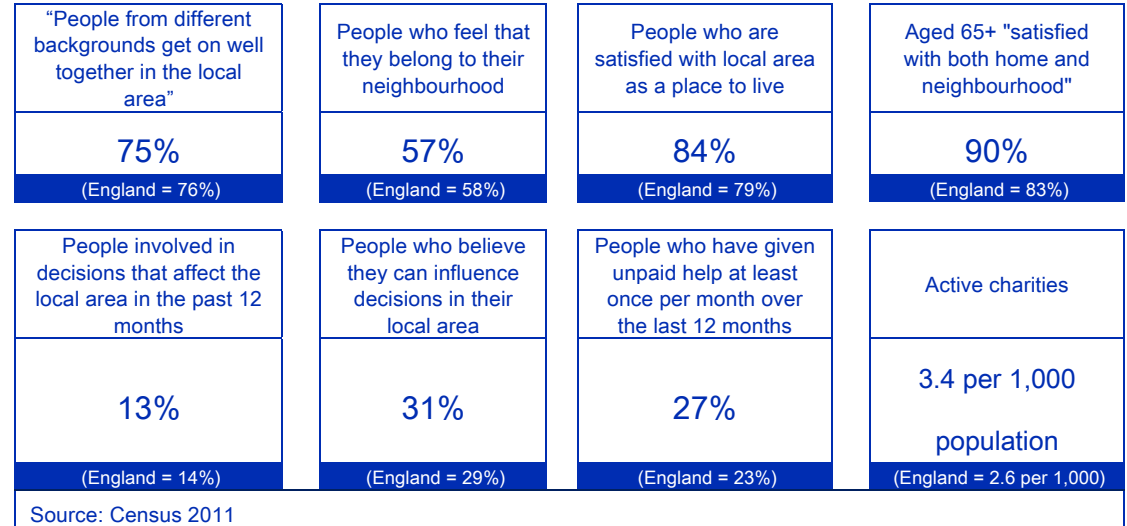 “People from different
backgrounds get on well
together in the local
area”
75%
(England = 76%)
People who feel that
they belong to their
neighbourhood
57%
(England = 58%)
People who are
satisfied with local area
as a place to live
84%
(England = 79%)
Aged 65+ "satisfied
with both home and
neighbourhood"
90%
(England = 83%)
People involved in
decisions that affect the
local area in the past 12
months
13%
(England = 14%)
People who believe
they can influence
decisions in their
local area
31%
(England = 29%)
People who have given
unpaid help at least
once per month over
the last 12 months
27%
(England = 23%)
Active charities
3.4 per 1,000
population
(England = 2.6 per 1,000)
Source: Census 2011